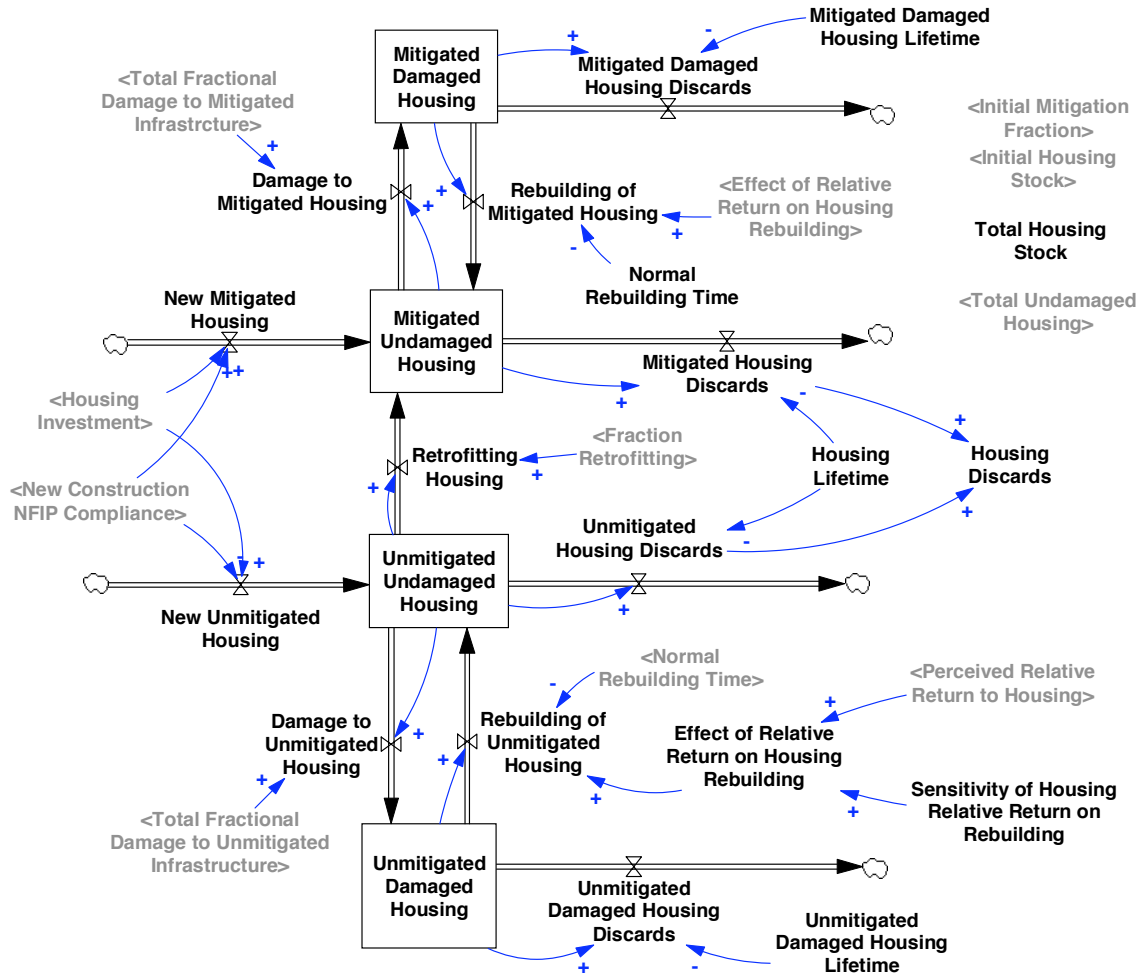 Mitigated
Damaged
Housing
+
Mitigated Damaged
Housing Discards
-
Mitigated Damaged
Housing Lifetime
<Total Fractional
Damage to Mitigated
Infrastrcture>
+
Damage to
Mitigated Housing
+
+
Rebuilding of
Mitigated Housing
<Effect of Relative
Return on Housing
Rebuilding>
+
-
Normal
Rebuilding Time
<Initial Mitigation
Fraction>
<Initial Housing
Stock>
Total Housing
Stock
<Total Undamaged
Housing>
New Mitigated
Housing
++
Mitigated
Undamaged
Housing
Mitigated Housing
Discards
+
-
+
<Housing
Investment>
Retrofitting
Housing
+
<Fraction
Retrofitting>
+
Housing
Lifetime
Housing
Discards
<New Construction
NFIP Compliance>
Unmitigated
Housing Discards
-
+
- +
New Unmitigated
Housing
Unmitigated
Undamaged
Housing
+
<Normal
Rebuilding Time>
-
<Perceived Relative
Return to Housing>
+
Damage to
Unmitigated
Housing
+
+
+
Rebuilding of
Unmitigated
Housing
+
Effect of Relative
Return on Housing
Rebuilding
+
Sensitivity of Housing
Relative Return on
Rebuilding
<Total Fractional
Damage to Unmitigated
Infrastructure>
Unmitigated
Damaged
Housing
Unmitigated
Damaged Housing
Discards
+
-
Unmitigated
Damaged Housing
Lifetime